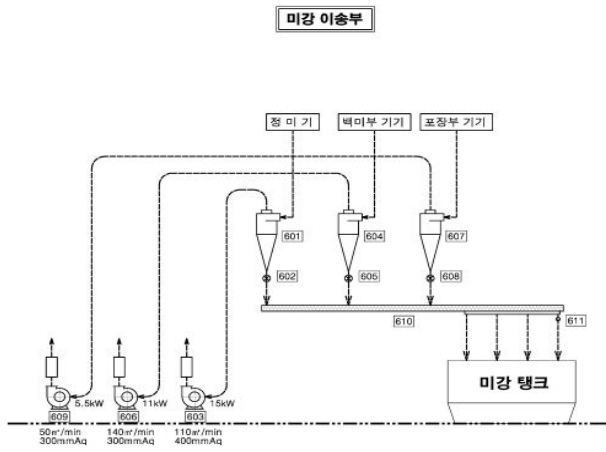 미강 이송부
정 미 기
백미부 기기
포장부 기기
601
604
607
602
605
608
610
611
미강 탱크
5.5kW
11kW
15kW
609
606
603
50㎥/min
300mmAq
140㎥/min
300mmAq
110㎥/min
400mmAq